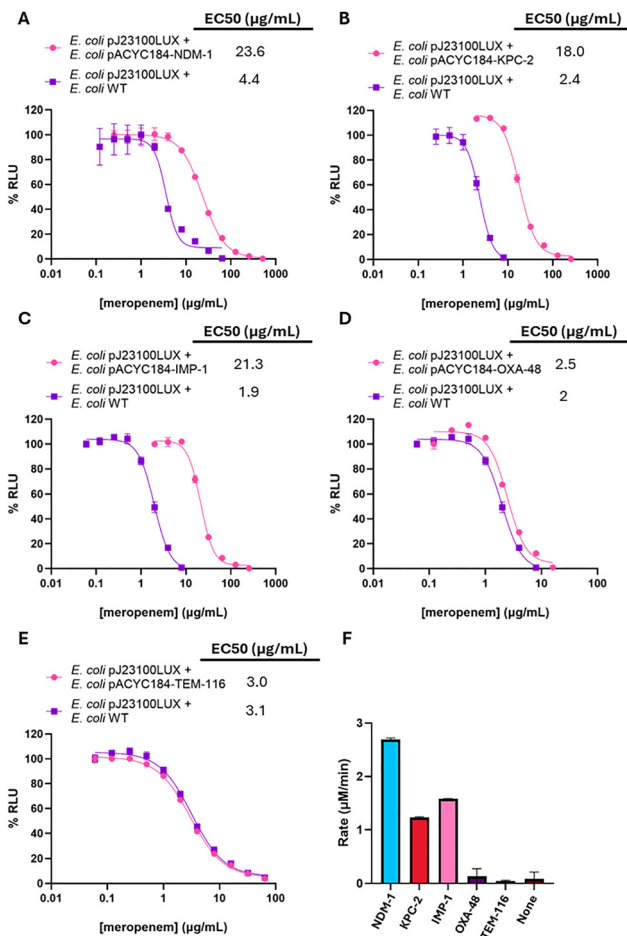 A
EC50 (µg/mL)
E. coli pJ23100LUX +
E. coli pACYC184-NDM-1
23.6
E. coli pJ23100LUX +
E. coli WT
4.4
120
100
80
60
40
20
0
% RLU
0.01
0.1
1
10
100
1000
[meropenem] (µg/mL)
B
EC50 (µg/mL)
E. coli pJ23100LUX +
E. coli pACYC184-KPC-2
18.0
E. coli pJ23100LUX +
E. coli WT
2.4
120
100
80
60
40
20
0
% RLU
0.01
0.1
1
10
100
1000
[meropenem] (µg/mL)
C
EC50 (µg/mL)
E. coli pJ23100LUX +
E. coli pACYC184-IMP-1
21.3
E. coli pJ23100LUX +
E. coli WT
1.9
120
100
80
60
40
20
0
% RLU
0.01
0.1
1
10
100
1000
[meropenem] (µg/mL)
D
EC50 (µg/mL)
E. coli pJ23100LUX +
E. coli pACYC184-OXA-48
2.5
E. coli pJ23100LUX +
E. coli WT
2
120
100
80
60
40
20
0
% RLU
0.01
0.1
1
10
100
[meropenem] (µg/mL)
E
EC50 (µg/mL)
E. coli pJ23100LUX +
E. coli pACYC184-TEM-116
3.0
E. coli pJ23100LUX +
E. coli WT
3.1
120
100
80
60
40
20
0
% RLU
0.01
0.1
1
10
100
[meropenem] (µg/mL)
F
3
2
1
0
Rate (µM/min)
NDM-1
KPC-2
IMP-1
OXA-48
TEM-116
None